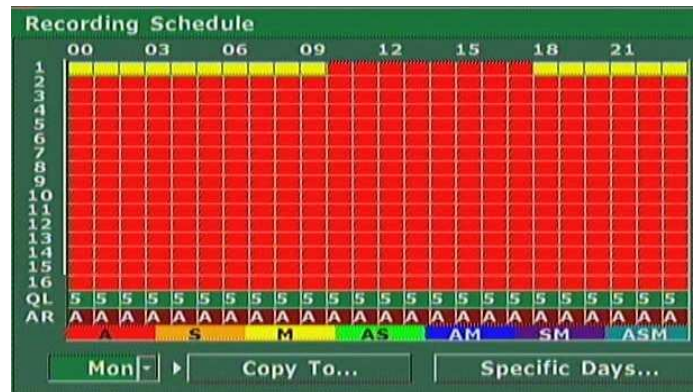 Recording Schedule
00 03 06 09 12 15 18 21
1
2
3
4
5
6
7
8
9
10
11
12
13
14
15
16
QL 5 5 5 5 5 5 5 5 5 5 5 5 5 5 5 5 5 5 5 5 5 5 5 5
AR A A A A A A A A A A A A A A A A A A A A A A A A
A S M AS AM SM ASM
Mon Copy To... Specific Days...